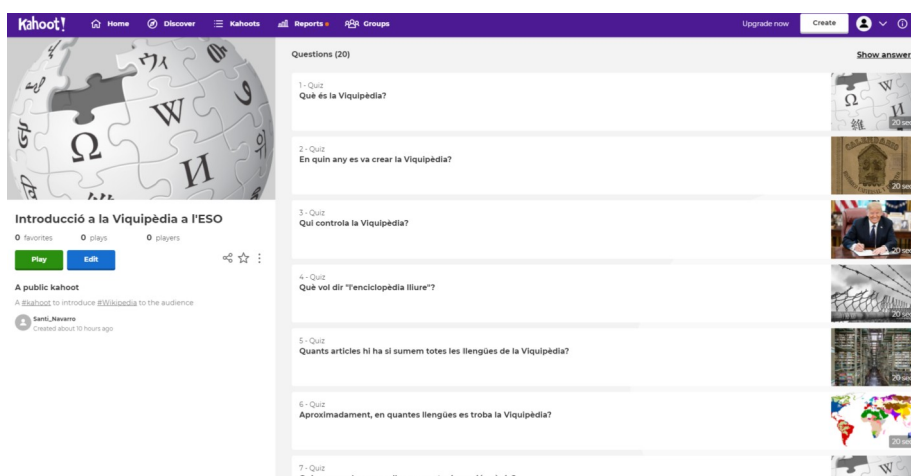 Kahoot! Home Discover Kahoots Reports Groups Upgrade now Create
Questions (20) Show answer
1 - Quiz
Què és la Viquipèdia?
20 sec
2 - Quiz
En quin any es va crear la Viquipèdia?
CALENDARIO
20 sec
Introducció a la Viquipèdia a l'ESO
0 favorites 0 plays 0 players
Play Edit
A public kahoot
A #kahoot to introduce #Wikipedia to the audience
Santi_Navarro
Created about 10 hours ago
3 - Quiz
Qui controla la Viquipèdia?
20 sec
4 - Quiz
Què vol dir "l'enciclopèdia lliure"?
20 sec
5 - Quiz
Quants articles hi ha si sumem totes les llengües de la Viquipèdia?
20 sec
6 - Quiz
Aproximadament, en quantes llengües es troba la Viquipèdia?
20 sec
7 - Quiz